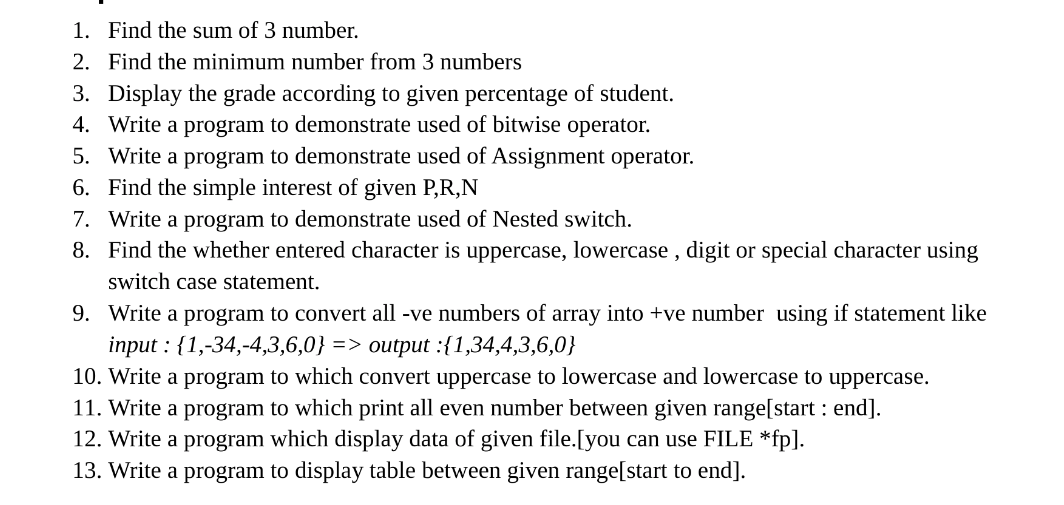 1. Find the sum of 3 number.
2. Find the minimum number from 3 numbers
3. Display the grade according to given percentage of student.
4. Write a program to demonstrate used of bitwise operator.
5. Write a program to demonstrate used of Assignment operator.
6. Find the simple interest of given P,R,N
7. Write a program to demonstrate used of Nested switch.
8. Find the whether entered character is uppercase, lowercase , digit or special character using
switch case statement.
9. Write a program to convert all -ve numbers of array into +ve number  using if statement like
input : {1,-34,-4,3,6,0} => output :{1,34,4,3,6,0}
10. Write a program to which convert uppercase to lowercase and lowercase to uppercase.
11. Write a program to which print all even number between given range[start : end].
12. Write a program which display data of given file.[you can use FILE *fp].
13. Write a program to display table between given range[start to end].